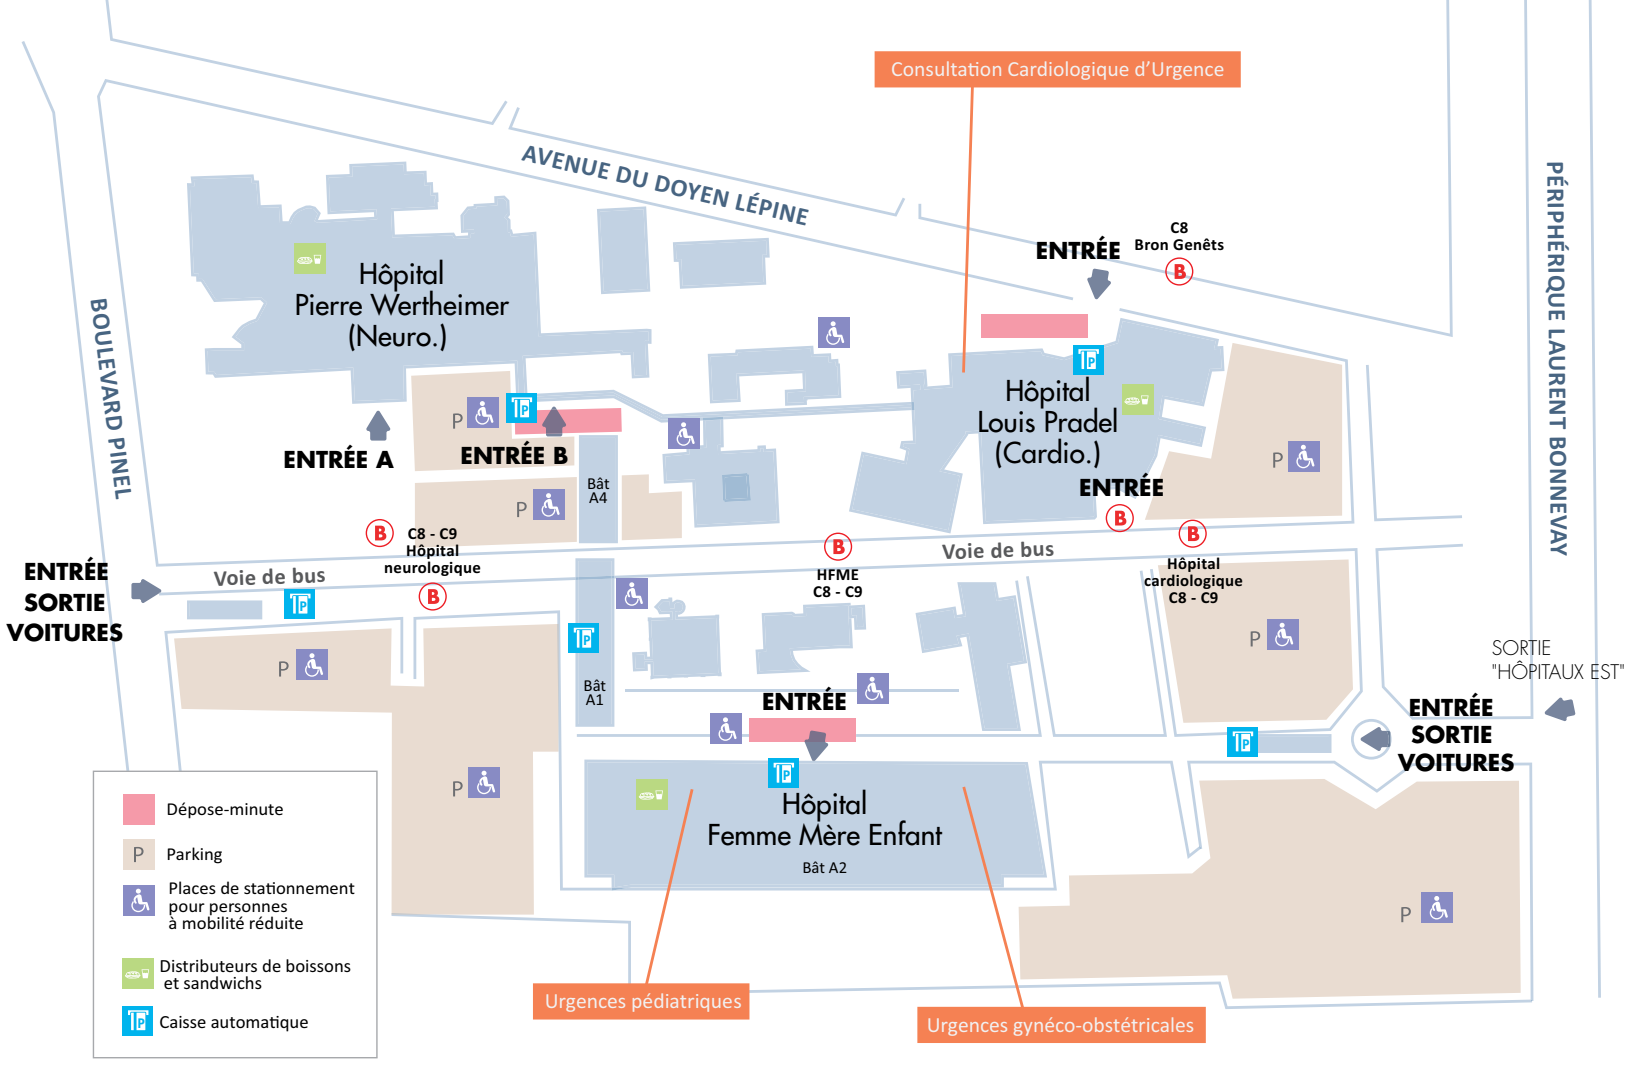 Consultation Cardiologique d'Urgence
AVENUE DU DOYEN LÉPINE
C8
Bron Genêts
B
ENTRÉE
PÉRIPHÉRIQUE LAURENT BONNEVAY
BOULEVARD PINEL
Hôpital
Pierre Wertheimer
(Neuro.)
P
Hôpital
Louis Pradel
(Cardio.)
P
P
ENTRÉE A
ENTRÉE B
P
Bât
A4
P
ENTRÉE
B
B
C8 - C9
Hôpital
neurologique
B
B
HFME
C8 - C9
Voie de bus
B
Hôpital
cardiologique
C8 - C9
ENTRÉE
SORTIE
VOITURES
Voie de bus
P
P
Bât
A1
P
P
SORTIE
"HÔPITAUX EST"
ENTRÉE
ENTRÉE
SORTIE
VOITURES
P
P
P
Hôpital
Femme Mère Enfant
Bât A2
P
Dépose-minute
P
Parking
Places de stationnement
pour personnes
à mobilité réduite
Distributeurs de boissons
et sandwichs
P
Caisse automatique
Urgences pédiatriques
Urgences gynéco-obstétricales